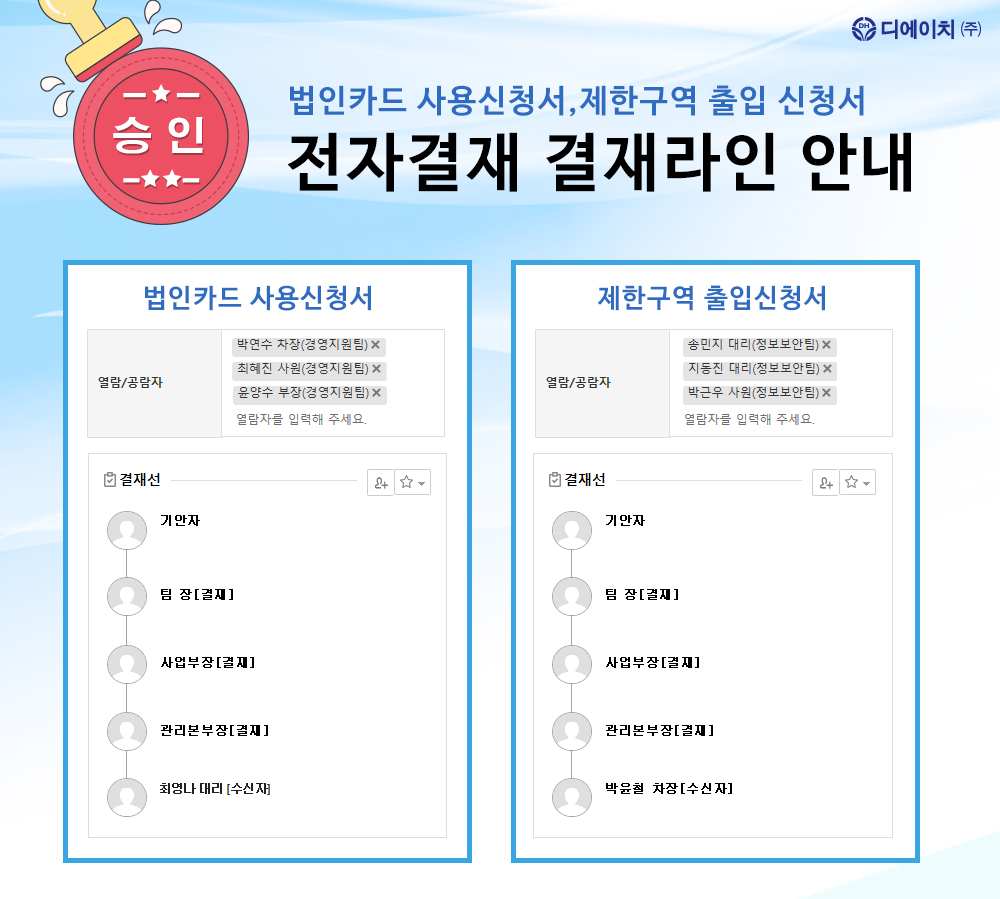 DH 디에이치 (주)
승 인
법인카드 사용신청서,제한구역 출입 신청서
전자결재 결재라인 안내
법인카드 사용신청서
열람/공람자
박연수 차장(경영지원팀)✕
최혜진 사원(경영지원팀)✕
윤양수 부장(경영지원팀)✕
열람자를 입력해 주세요.
결재선
기안자
팀 장[결재]
사업부장[결재]
관리본부장[결재]
최영나 대리 [수신자]
제한구역 출입신청서
열람/공람자
송민지 대리(정보보안팀)✕
지동진 대리(정보보안팀)✕
박근우 사원(정보보안팀)✕
열람자를 입력해 주세요.
결재선
기안자
팀 장[결재]
사업부장[결재]
관리본부장[결재]
박윤철 차장[수신자]